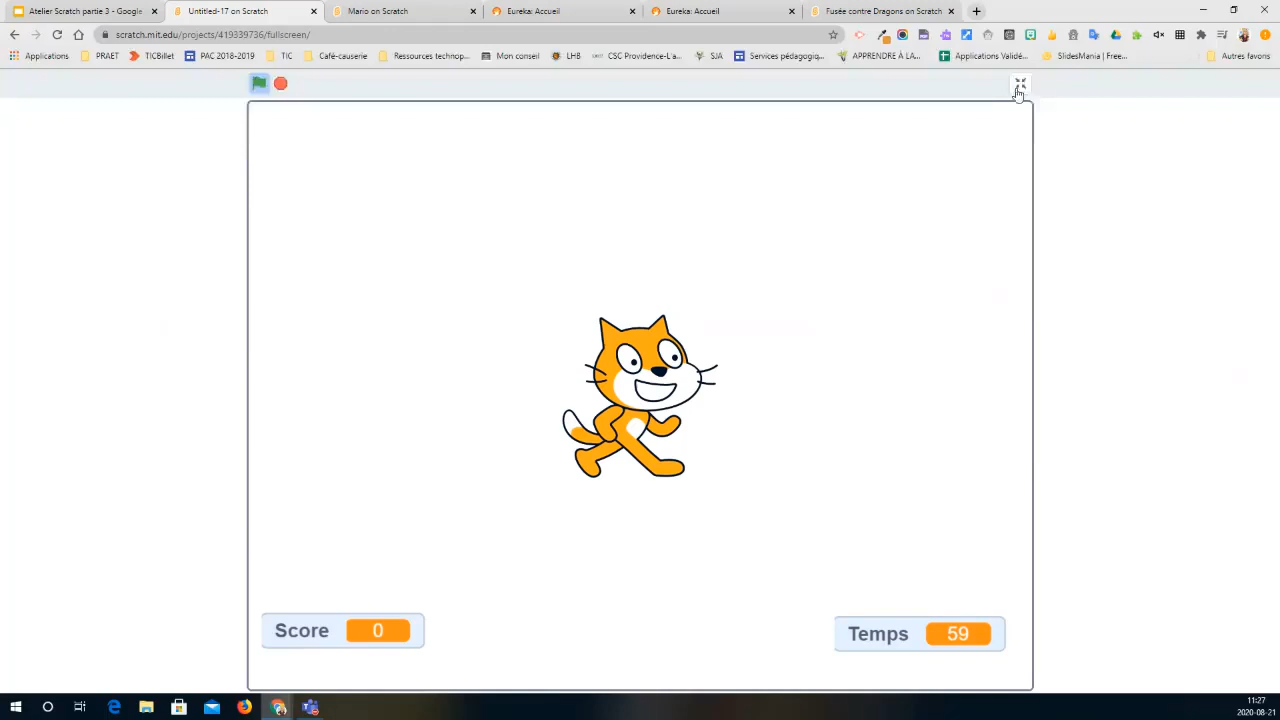 Atelier Scratch partie 3 - Google
Untitled-17 on Scratch
Mario on Scratch
Eureka: Accueil
Eureka: Accueil
Fusée contre Dragons on Scratch
scratch.mit.edu/projects/419339736/fullscreen/
Applications
PRAET
TICBillet
PAC 2018-2019
TIC
Café-causerie
Ressources technop...
Mon conseil
LHB
CSC Providence-L'a...
SJA
Services pédagogiqu...
APPRENDRE À LA...
Applications Validé...
SlidesMania | Free...
Autres favoris
Score 0
Temps 59
11:27
2020-08-21